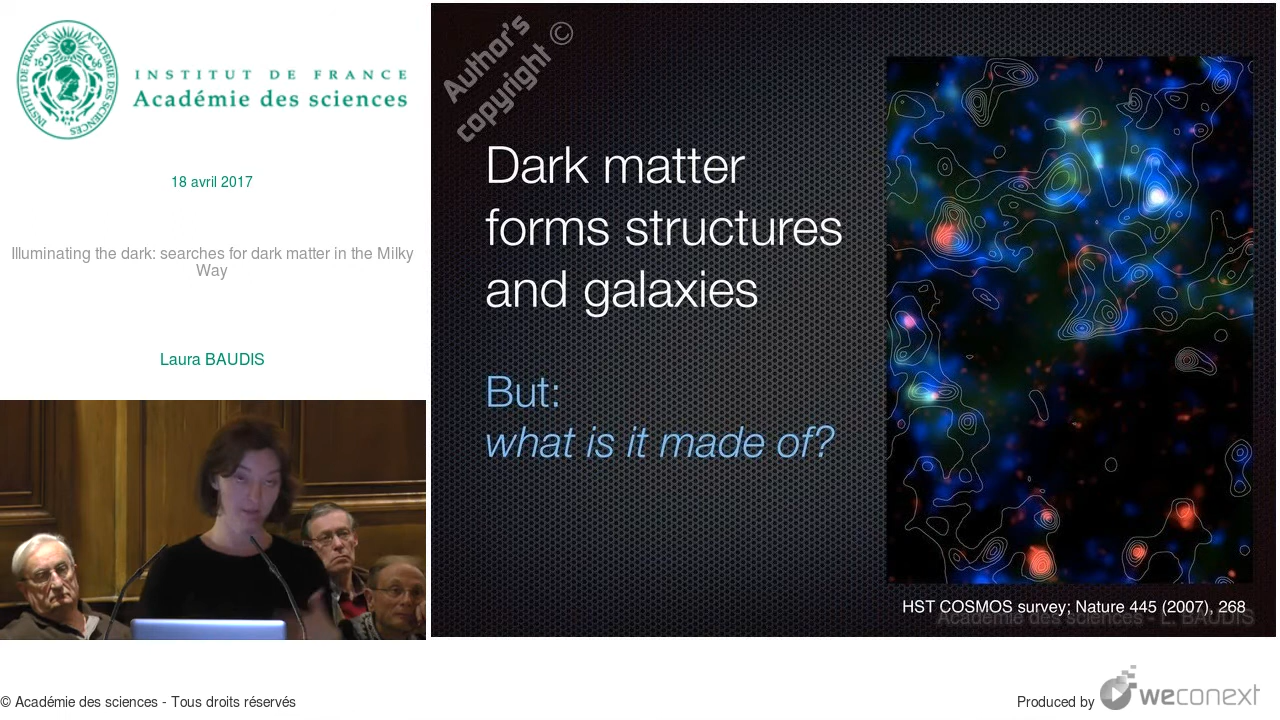 INSTITUT DE FRANCE
Académie des sciences
18 avril 2017
Illuminating the dark: searches for dark matter in the Milky
Way
Laura BAUDIS
Author's
copyright ©
Dark matter
forms structures
and galaxies
But:
what is it made of?
HST COSMOS survey; Nature 445 (2007), 268
Académie des sciences - L. BAUDIS
© Académie des sciences - Tous droits réservés
Produced by weconext